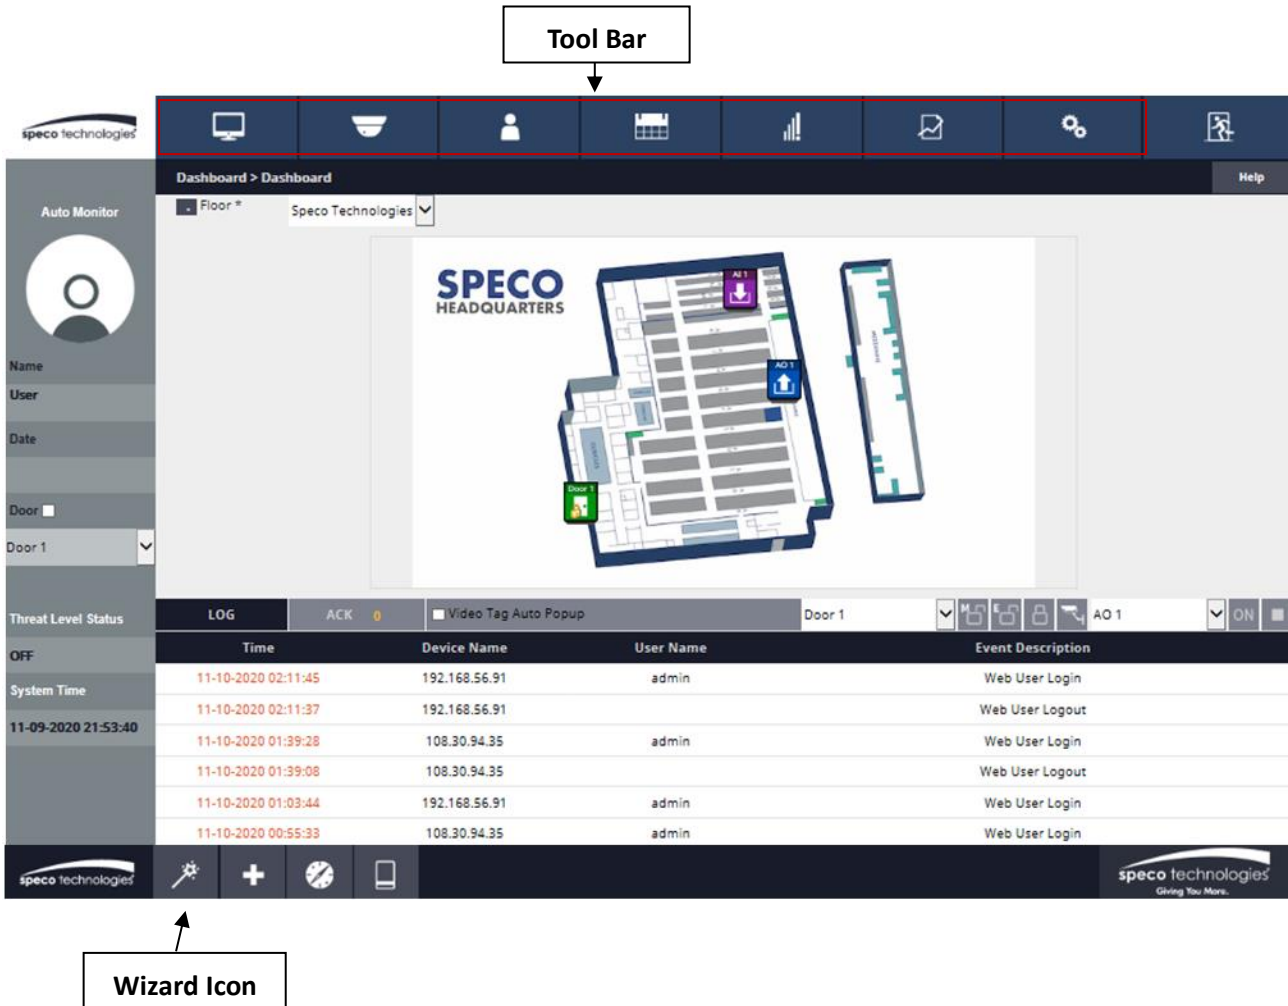 Tool Bar
speco technologies
Dashboard > Dashboard
Help
Auto Monitor
Floor *
Speco Technologies
SPECO
HEADQUARTERS
AI 1
AO 1
Door 1
Name
User
Date
Door
Door 1
Threat Level Status
OFF
System Time
11-09-2020 21:53:40
LOG ACK 0 Video Tag Auto Popup Door 1 M E AO 1 ON
Time Device Name User Name Event Description
11-10-2020 02:11:45 192.168.56.91 admin Web User Login
11-10-2020 02:11:37 192.168.56.91 Web User Logout
11-10-2020 01:39:28 108.30.94.35 admin Web User Login
11-10-2020 01:39:08 108.30.94.35 Web User Logout
11-10-2020 01:03:44 192.168.56.91 admin Web User Login
11-10-2020 00:55:33 108.30.94.35 admin Web User Login
speco technologies
speco technologies
Giving You More.
Wizard Icon